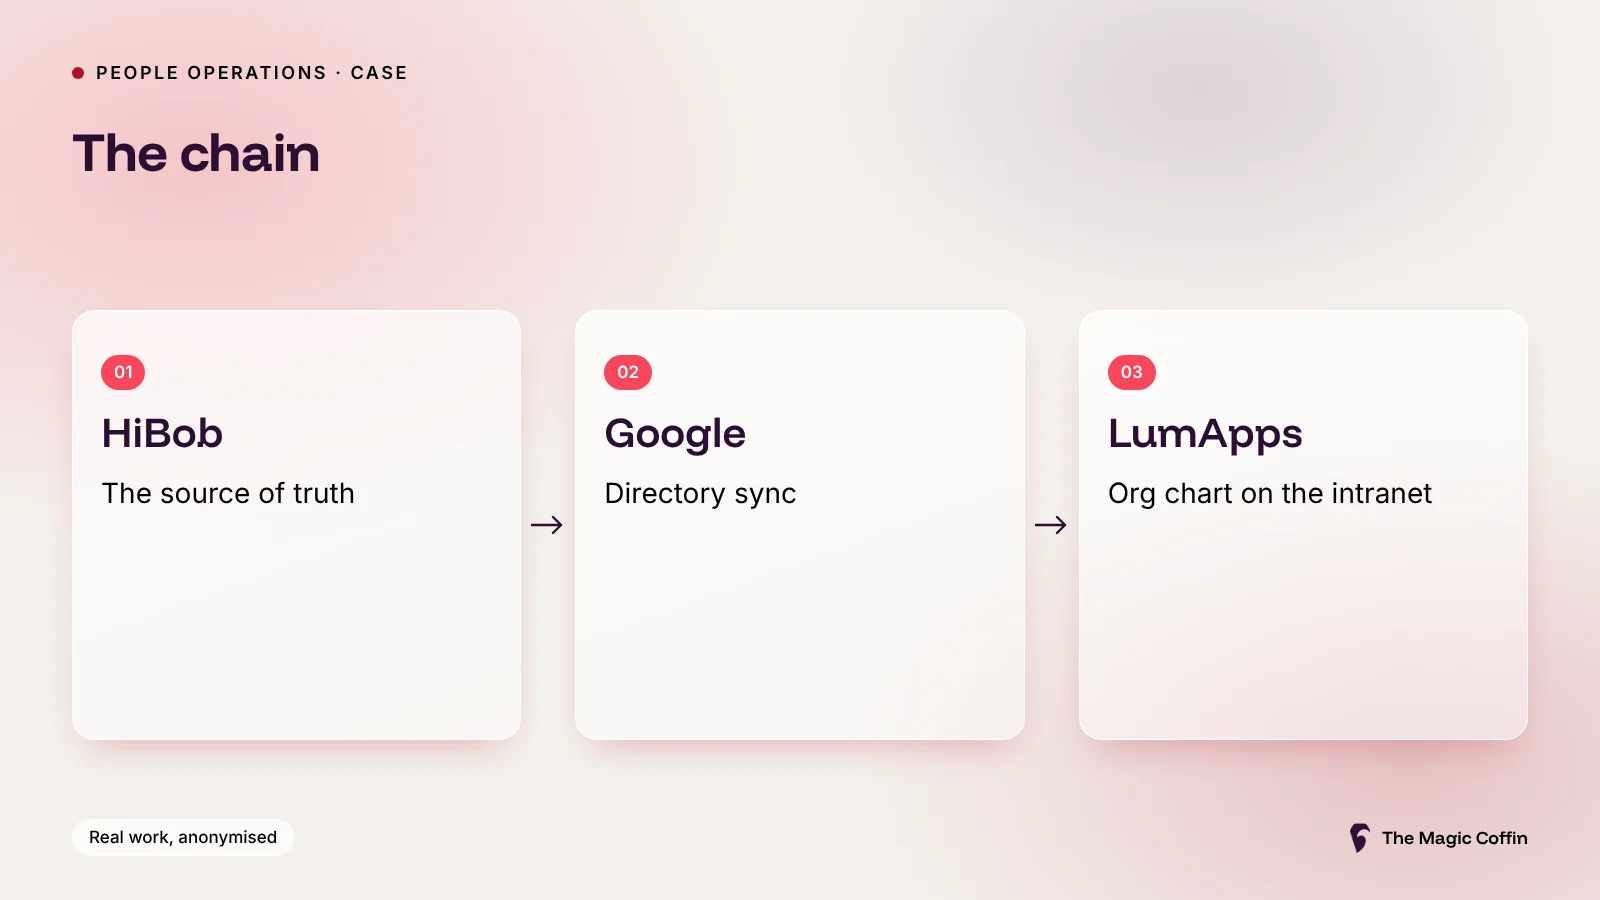 PEOPLE OPERATIONS · CASE
The chain
01
HiBob
The source of truth
02
Google
Directory sync
03
LumApps
Org chart on the intranet
Real work, anonymised
The Magic Coffin